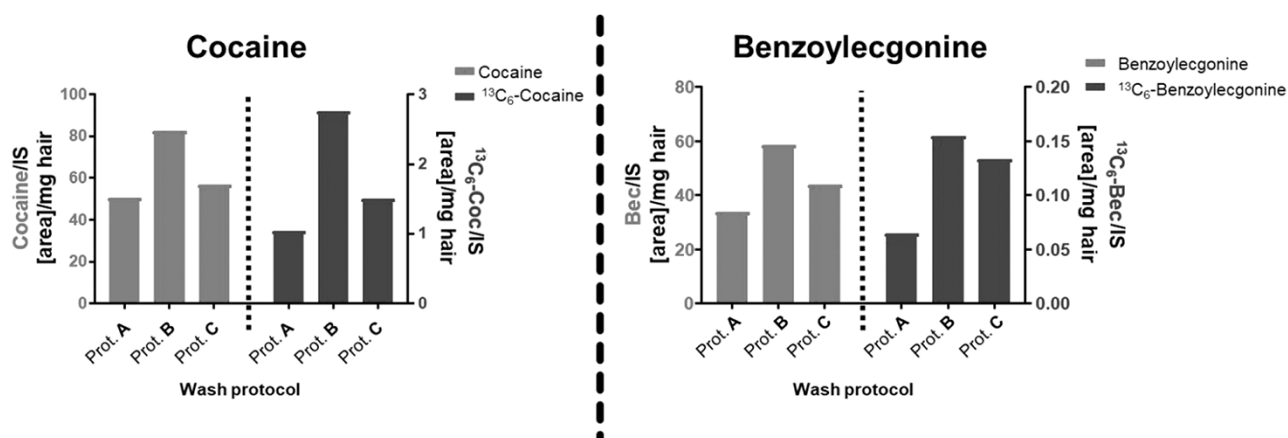 Cocaine
Cocaine
¹³C₆-Cocaine
Cocaine/IS
[area]/mg hair
100
80
60
40
20
0
3
2
1
0
¹³C₆-Coc/IS
[area]/mg hair
Prot. A
Prot. B
Prot. C
Prot. A
Prot. B
Prot. C
Wash protocol
Benzoylecgonine
Benzoylecgonine
¹³C₆-Benzoylecgonine
Bec/IS
[area]/mg hair
80
60
40
20
0
0.20
0.15
0.10
0.05
0.00
¹³C₆-Bec/IS
[area]/mg hair
Prot. A
Prot. B
Prot. C
Prot. A
Prot. B
Prot. C
Wash protocol